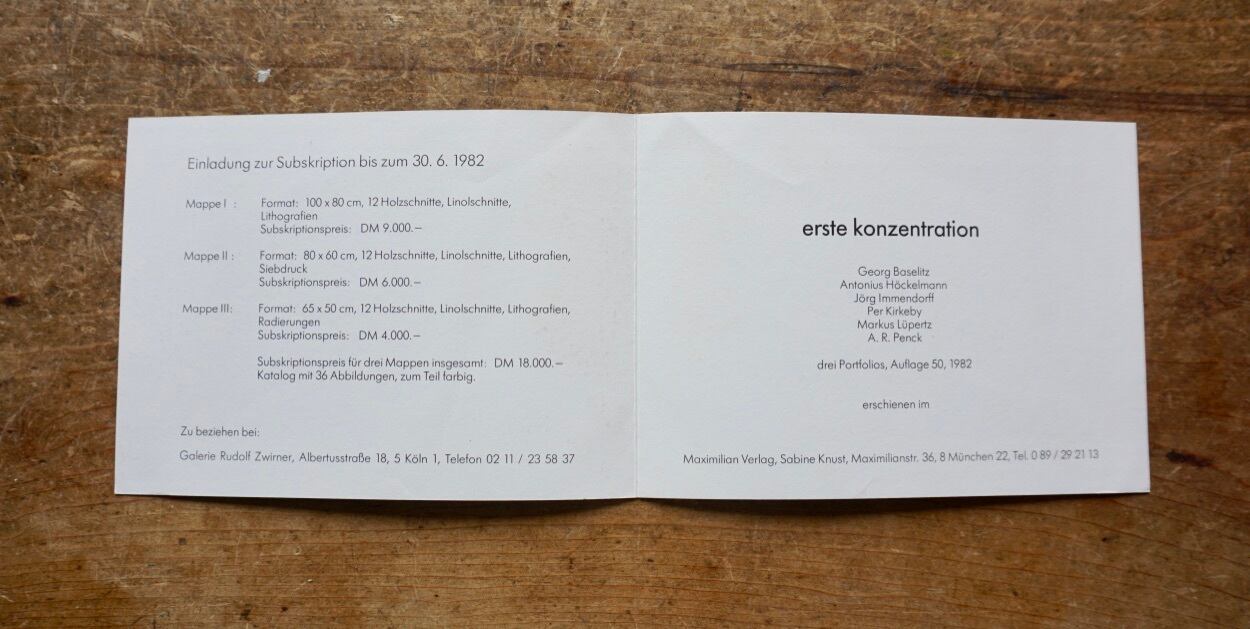 Einladung zur Subskription bis zum 30. 6. 1982
Mappe I : Format: 100 x 80 cm, 12 Holzschnitte, Linolschnitte,
Lithografien
Subskriptionspreis: DM 9.000.–
Mappe II : Format: 80 x 60 cm, 12 Holzschnitte, Linolschnitte, Lithografien,
Siebdruck
Subskriptionspreis: DM 6.000.–
Mappe III: Format: 65 x 50 cm, 12 Holzschnitte, Linolschnitte, Lithografien,
Radierungen
Subskriptionspreis: DM 4.000.–
Subskriptionspreis für drei Mappen insgesamt: DM 18.000.–
Katalog mit 36 Abbildungen, zum Teil farbig.
Zu beziehen bei:
Galerie Rudolf Zwirner, Albertusstraße 18, 5 Köln 1, Telefon 02 11 / 23 58 37
erste konzentration
Georg Baselitz
Antonius Höckelmann
Jörg Immendorff
Per Kirkeby
Markus Lüpertz
A. R. Penck
drei Portfolios, Auflage 50, 1982
erschienen im
Maximilian Verlag, Sabine Knust, Maximilianstr. 36, 8 München 22, Tel. 0 89 / 29 21 13